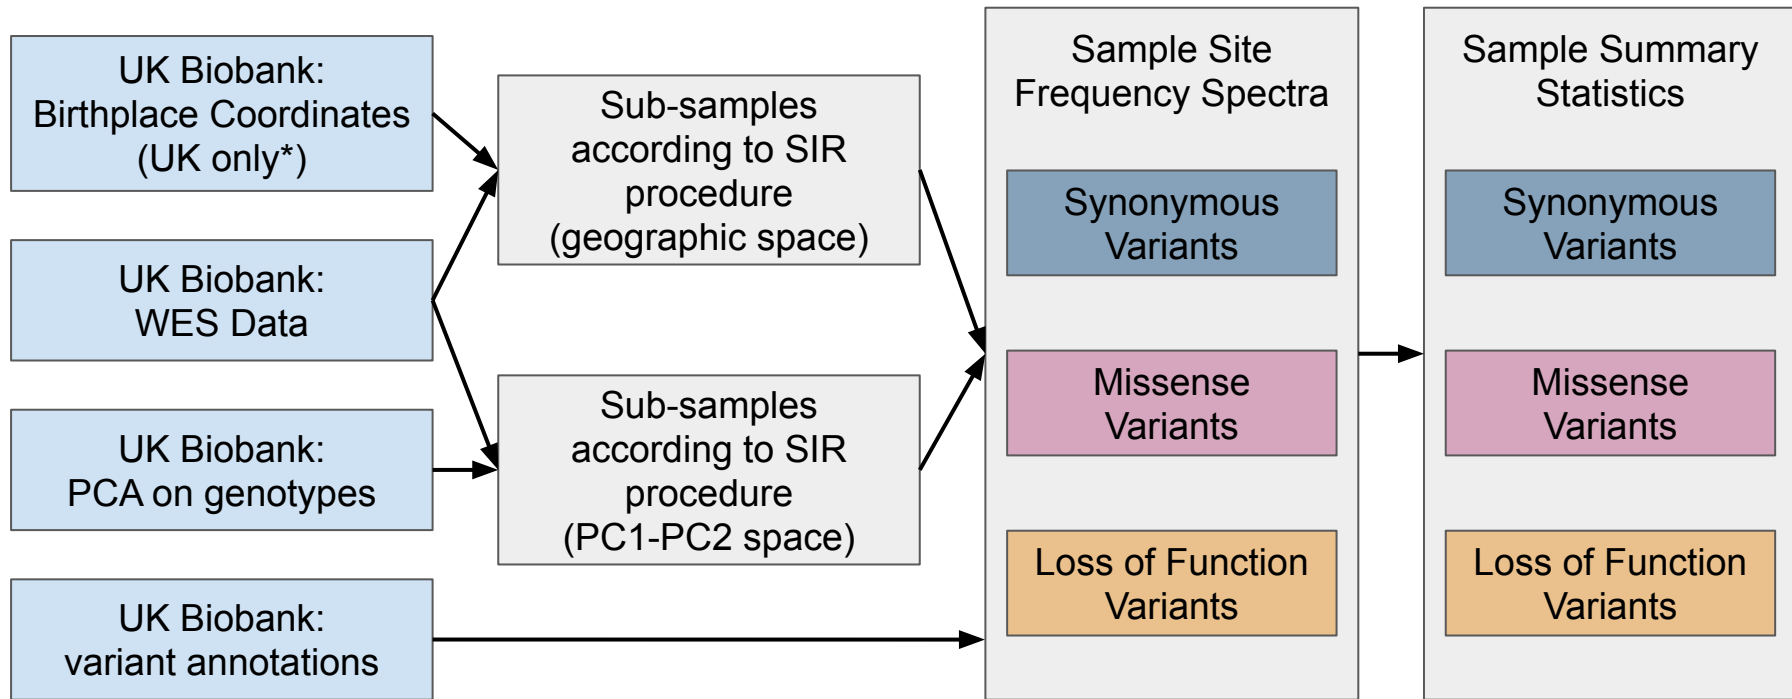 UK Biobank:
Birthplace Coordinates
(UK only*)
UK Biobank:
WES Data
UK Biobank:
PCA on genotypes
UK Biobank:
variant annotations
Sub-samples
according to SIR
procedure
(geographic space)
Sub-samples
according to SIR
procedure
(PC1-PC2 space)
Sample Site
Frequency Spectra
Synonymous
Variants
Missense
Variants
Loss of Function
Variants
Sample Summary
Statistics
Synonymous
Variants
Missense
Variants
Loss of Function
Variants